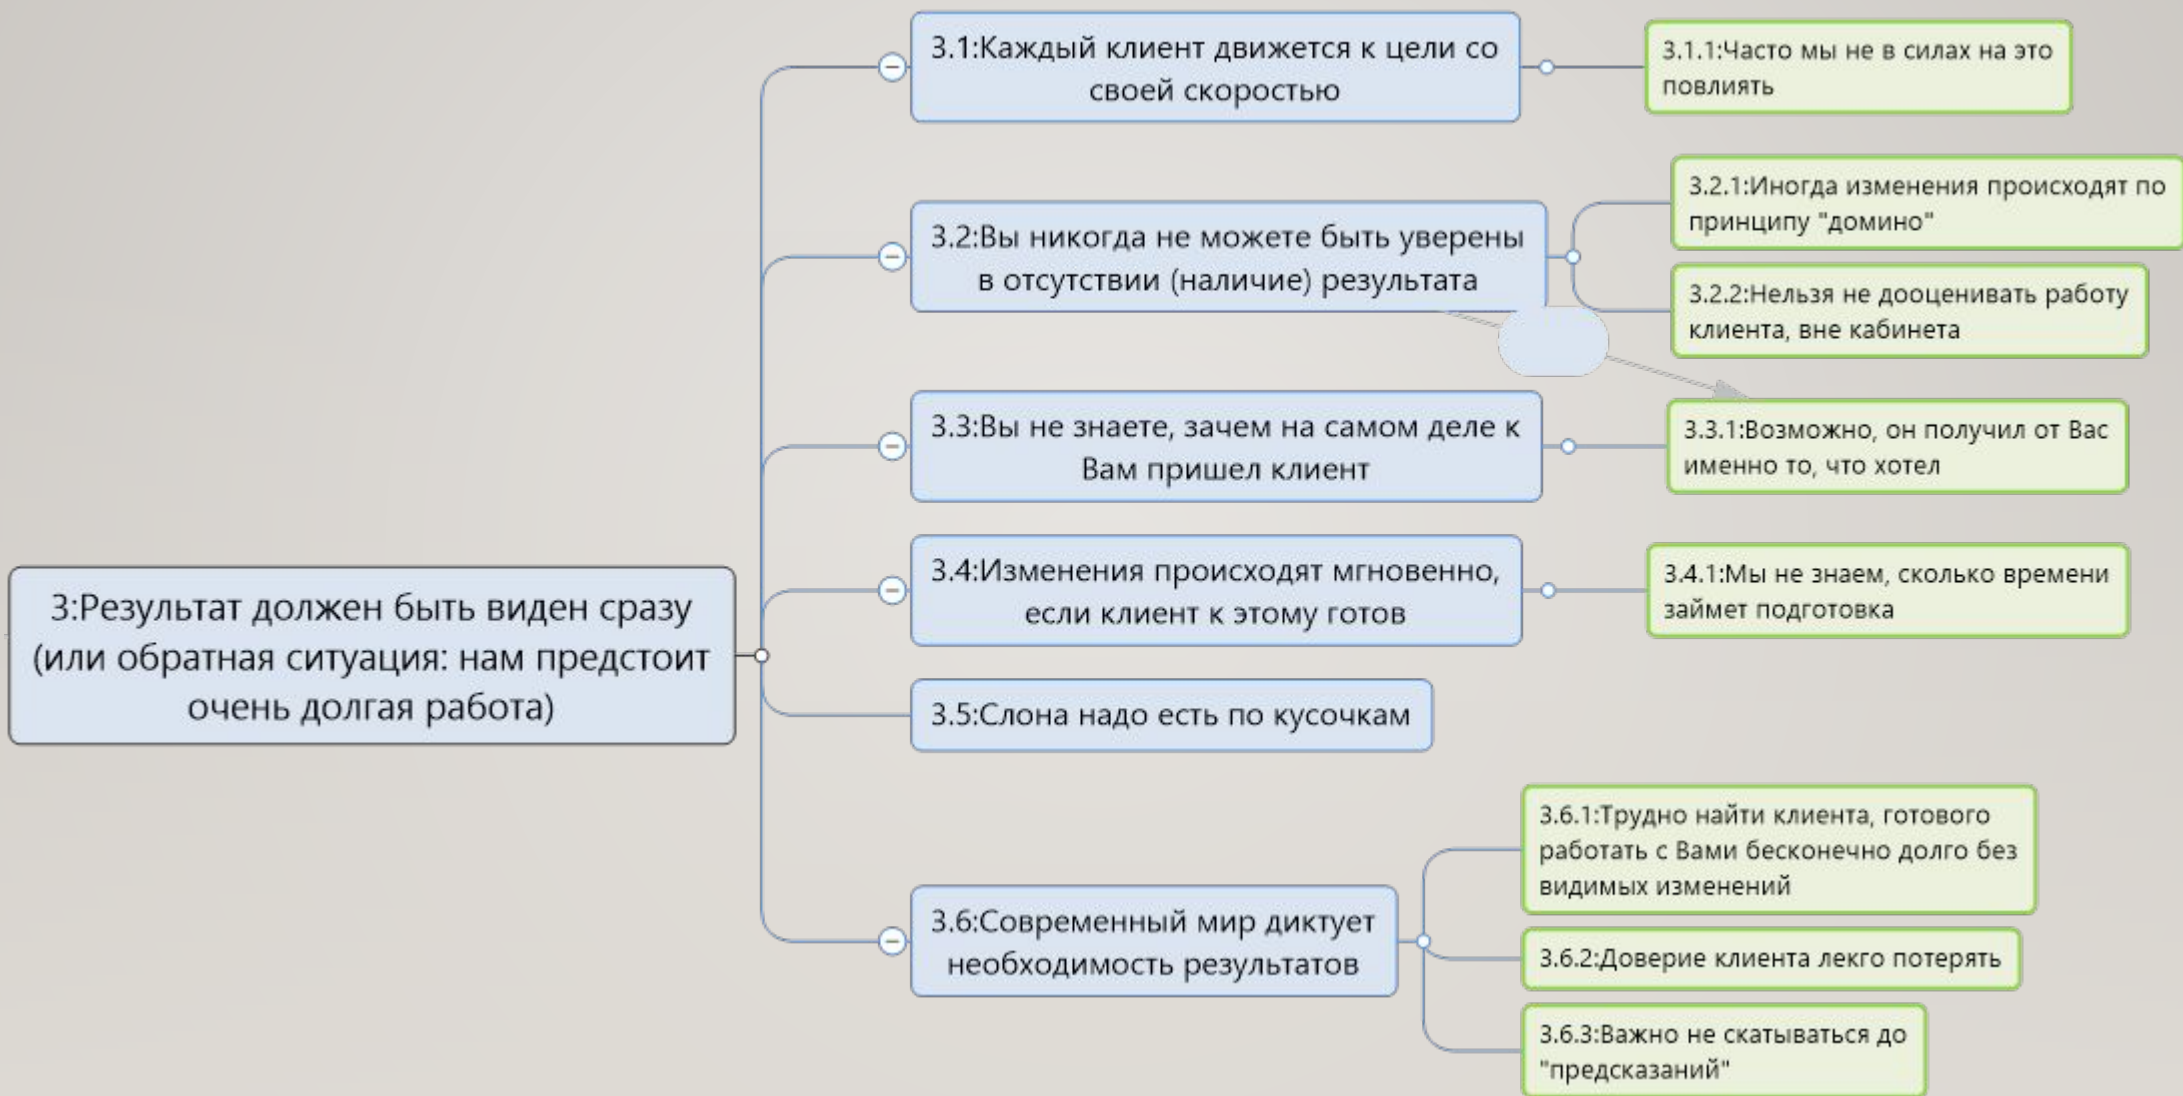 3.1:Каждый клиент движется к цели со
своей скоростью
3.1.1:Часто мы не в силах на это
повлиять
3.2:Вы никогда не можете быть уверены
в отсутствии (наличие) результата
3.2.1:Иногда изменения происходят по
принципу "домино"
3.2.2:Нельзя не дооценивать работу
клиента, вне кабинета
3.3:Вы не знаете, зачем на самом деле к
Вам пришел клиент
3.3.1:Возможно, он получил от Вас
именно то, что хотел
3.4:Изменения происходят мгновенно,
если клиент к этому готов
3.4.1:Мы не знаем, сколько времени
займет подготовка
3:Результат должен быть виден сразу
(или обратная ситуация: нам предстоит
очень долгая работа)
3.5:Слона надо есть по кусочкам
3.6:Современный мир диктует
необходимость результатов
3.6.1:Трудно найти клиента, готового
работать с Вами бесконечно долго без
видимых изменений
3.6.2:Доверие клиента лекго потерять
3.6.3:Важно не скатываться до
"предсказаний"